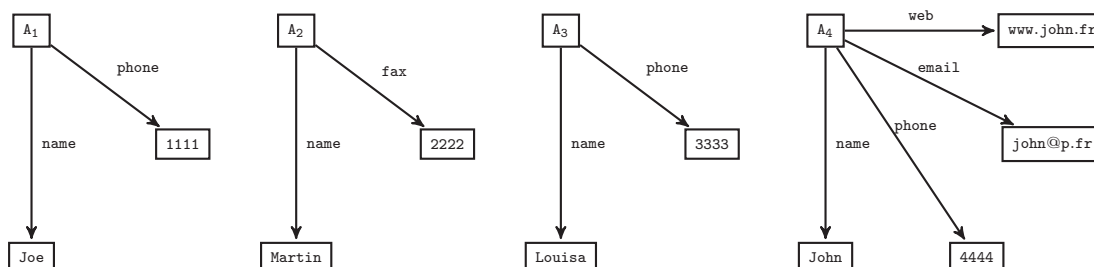 A1
phone
name
1111
Joe
A2
fax
name
2222
Martin
A3
phone
name
3333
Louisa
A4
web
www.john.fr
email
john@p.fr
phone
name
John
4444